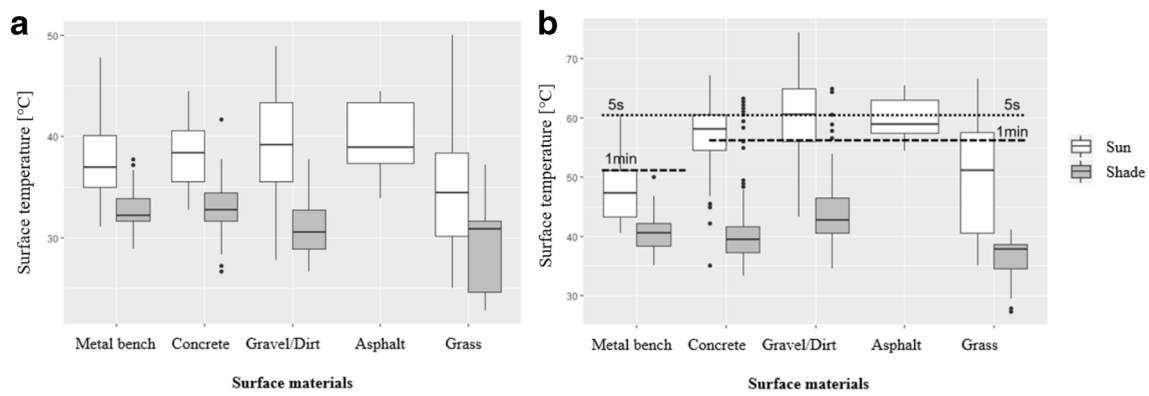 a
Surface temperature [°C]
50
40
30
Metal bench
Concrete
Gravel/Dirt
Asphalt
Grass
Surface materials
b
Surface temperature [°C]
70
60
50
40
30
5s
5s
1min
1min
Metal bench
Concrete
Gravel/Dirt
Asphalt
Grass
Surface materials
Sun
Shade